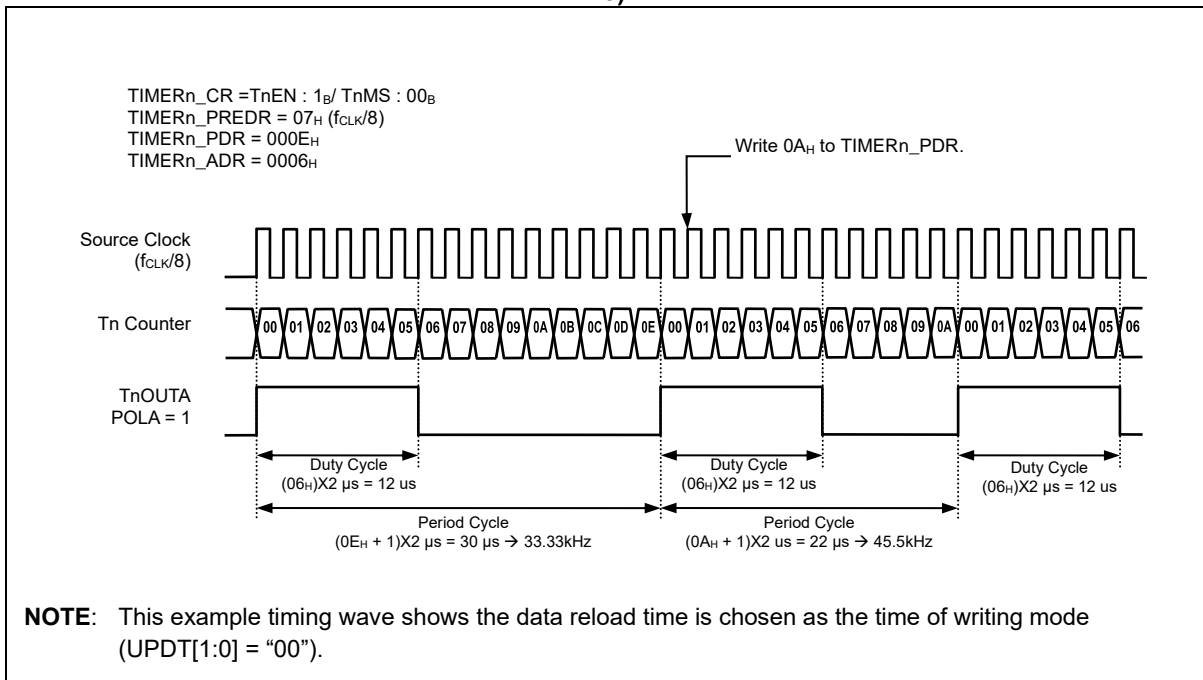 TIMERn_CR =TnEN : 1B/ TnMS : 00B
TIMERn_PREDR = 07H (fCLK/8)
TIMERn_PDR = 000EH
TIMERn_ADR = 0006H
Write 0AH to TIMERn_PDR.
Source Clock
(fCLK/8)
Tn Counter
00 01 02 03 04 05 06 07 08 09 0A 0B 0C 0D 0E 00 01 02 03 04 05 06 07 08 09 0A 00 01 02 03 04 05 06
TnOUTA
POLA = 1
Duty Cycle
(06H)X2 µs = 12 us
Duty Cycle
(06H)X2 µs = 12 us
Duty Cycle
(06H)X2 µs = 12 us
Period Cycle
(0EH + 1)X2 µs = 30 µs → 33.33kHz
Period Cycle
(0AH + 1)X2 us = 22 µs → 45.5kHz
NOTE: This example timing wave shows the data reload time is chosen as the time of writing mode
(UPDT[1:0] = “00”).